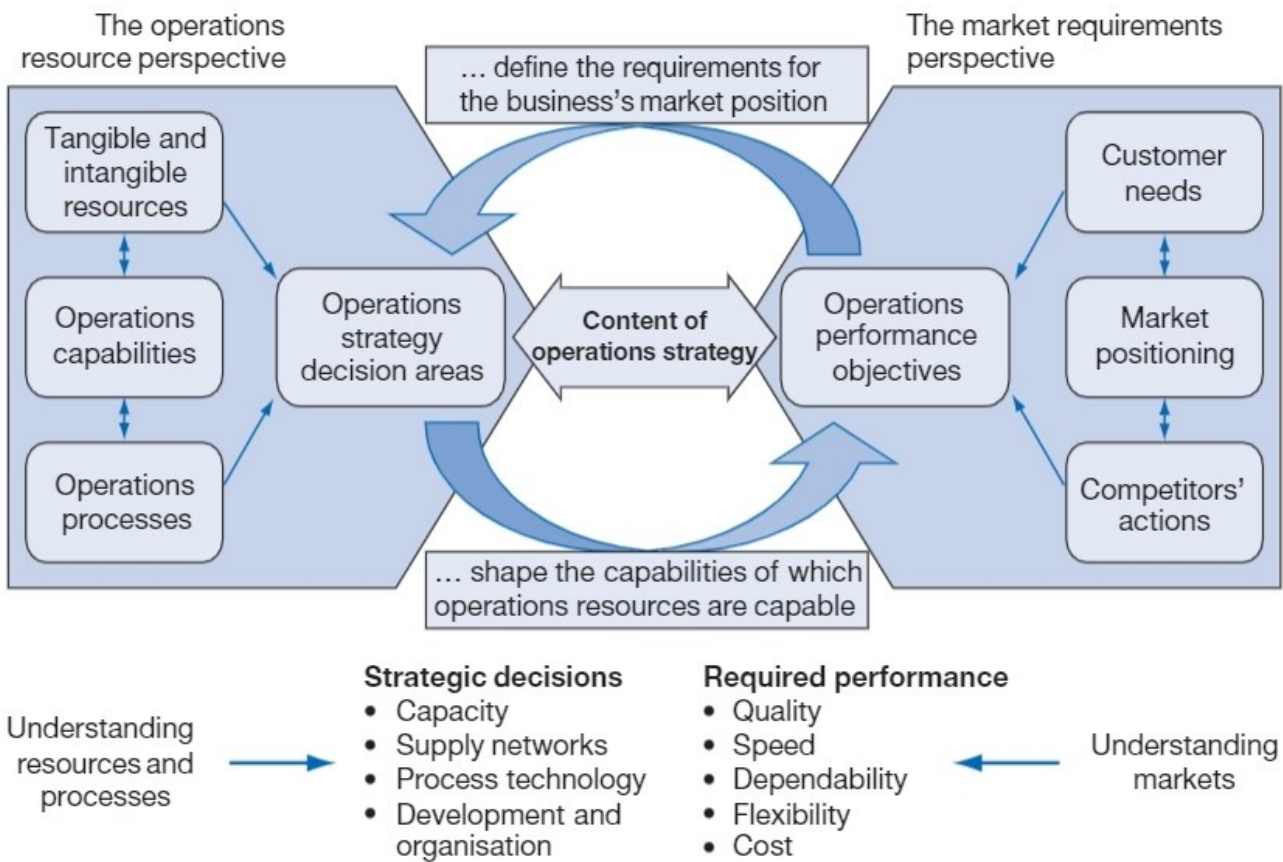 The operations
resource perspective
The market requirements
perspective
… define the requirements for
the business’s market position
Tangible and
intangible
resources
Operations
capabilities
Operations
processes
Operations
strategy
decision areas
Content of
operations strategy
Operations
performance
objectives
Customer
needs
Market
positioning
Competitors’
actions
… shape the capabilities of which
operations resources are capable
Understanding
resources and
processes
Strategic decisions
• Capacity
• Supply networks
• Process technology
• Development and
organisation
Required performance
• Quality
• Speed
• Dependability
• Flexibility
• Cost
Understanding
markets